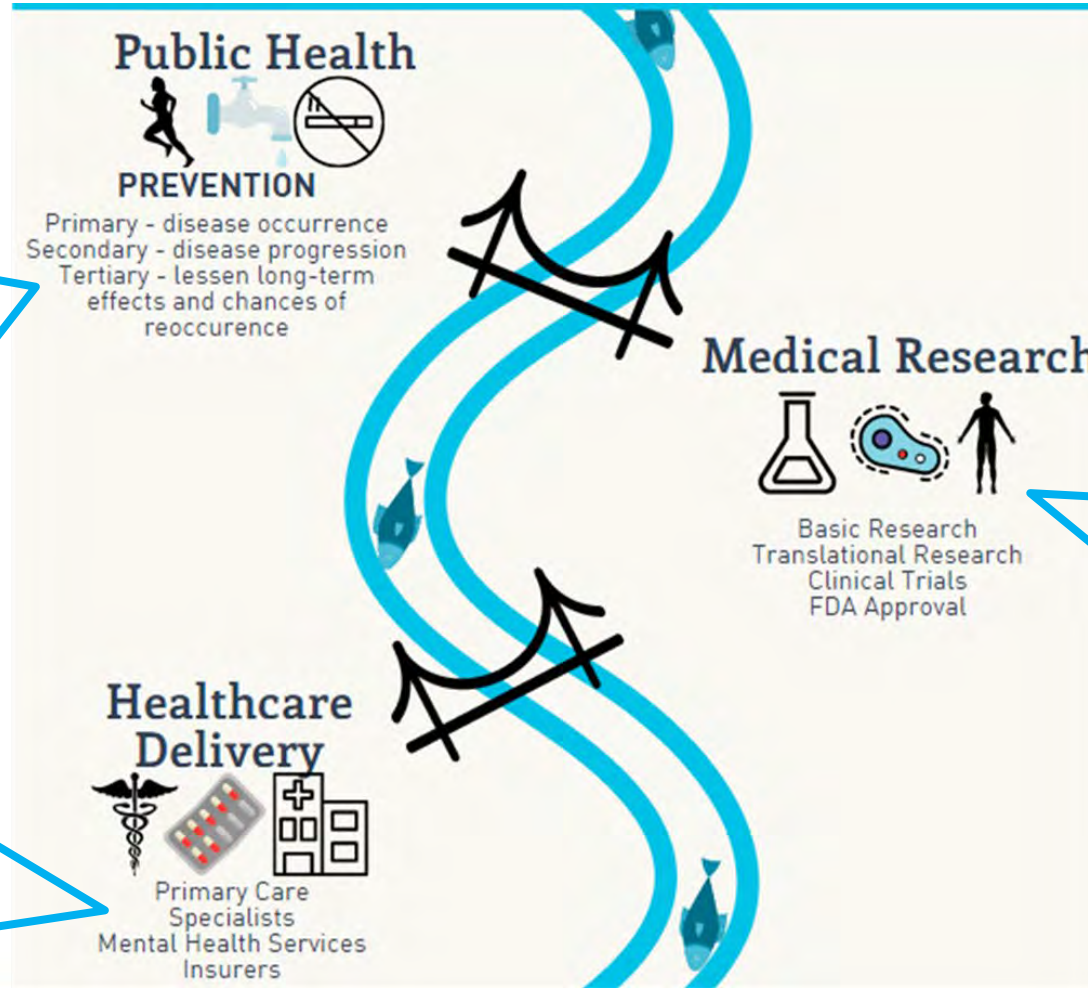 Public Health
PREVENTION
Primary - disease occurrence
Secondary - disease progression
Tertiary - lessen long-term
effects and chances of
reoccurence
Medical Research
Basic Research
Translational Research
Clinical Trials
FDA Approval
Healthcare
Delivery
Primary Care
Specialists
Mental Health Services
Insurers